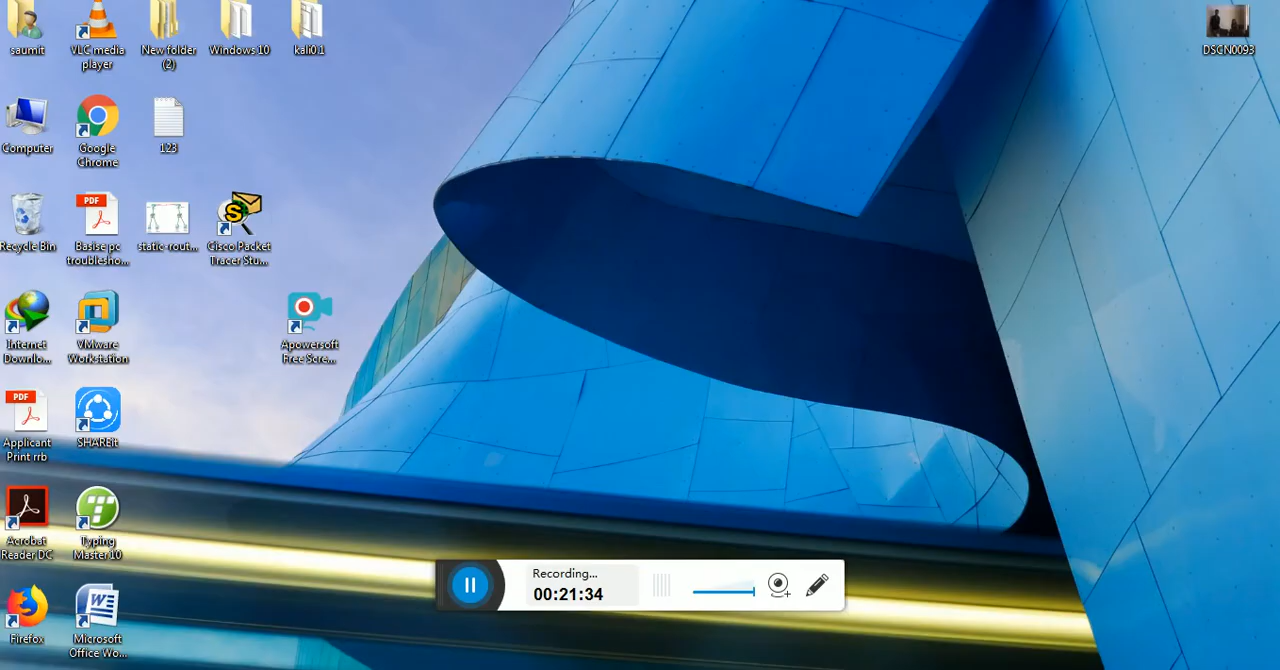 saumit
VLC media
player
New folder
(2)
Windows 10
kali0.1
DSCN0093
Computer
Google
Chrome
123
Recycle Bin
PDF
Basise pc
troublesho...
static-rout...
Cisco Packet
Tracer Stu...
Internet
Downlo...
VMware
Workstation
Apowersoft
Free Scre...
PDF
Applicant
Print rrb
SHAREit
Acrobat
Reader DC
Typing
Master 10
Firefox
Microsoft
Office Wo...
Recording...
00:21:34